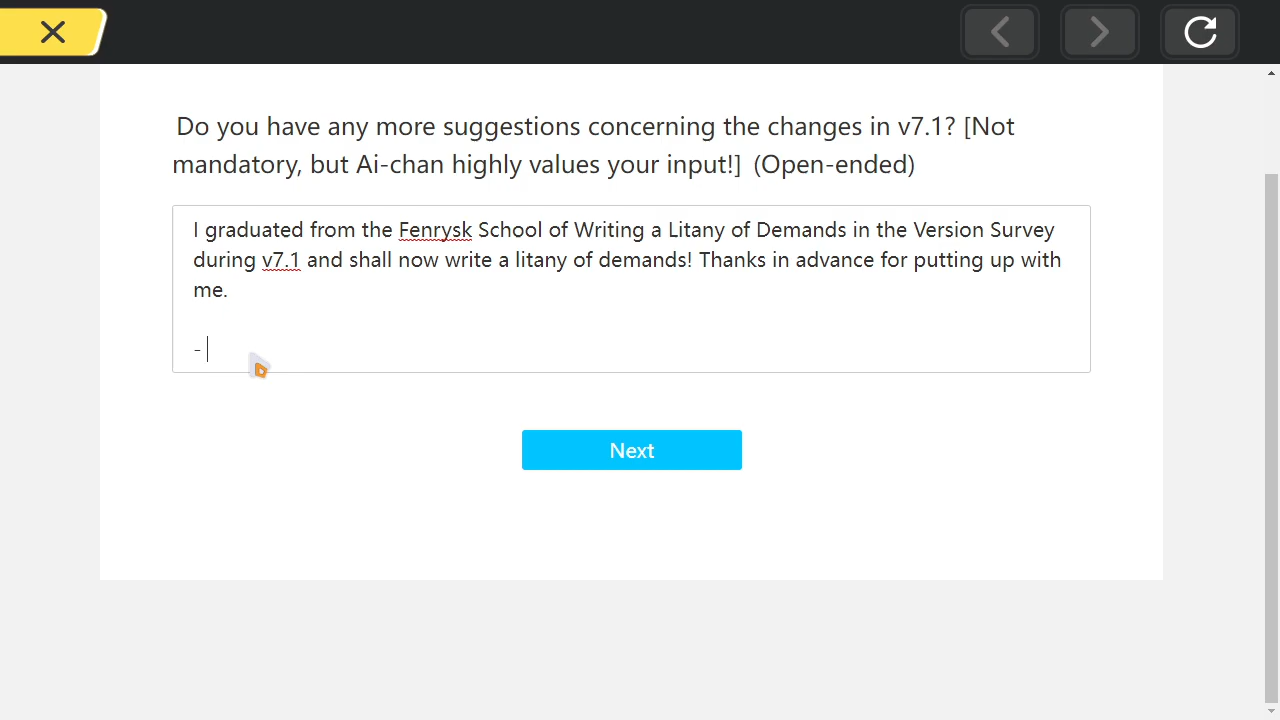 Do you have any more suggestions concerning the changes in v7.1? [Not
mandatory, but Ai-chan highly values your input!] (Open-ended)
I graduated from the Fenrysk School of Writing a Litany of Demands in the Version Survey
during v7.1 and shall now write a litany of demands! Thanks in advance for putting up with
me.
-
Next